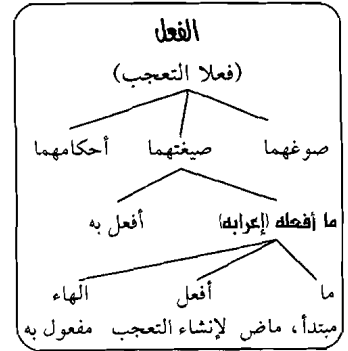 الفعل
(فعلا التعجب)
صوغهما صيغتهما أحكامهما
ما أفعله (إعرابه) أفعل به
ما أفعل الهاء
مبتدأ، ماض لإنشاء التعجب مفعول به